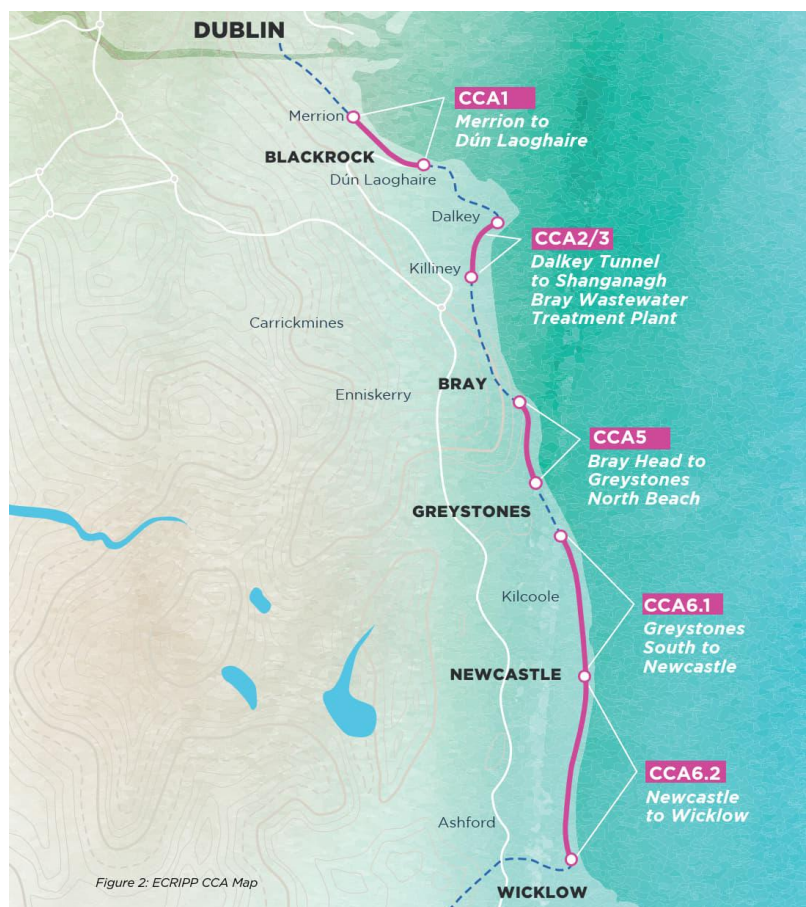 DUBLIN
CCA1
Merrion to
Dún Laoghaire
Merrion
BLACKROCK
Dún Laoghaire
Dalkey
CCA2/3
Dalkey Tunnel
to Shanganagh
Bray Wastewater
Treatment Plant
Killiney
Carrickmines
Enniskerry
BRAY
CCA5
Bray Head to
Greystones
North Beach
GREYSTONES
Kilcoole
CCA6.1
Greystones
South to
Newcastle
NEWCASTLE
CCA6.2
Newcastle
to Wicklow
Ashford
Figure 2: ECRIPP CCA Map
WICKLOW